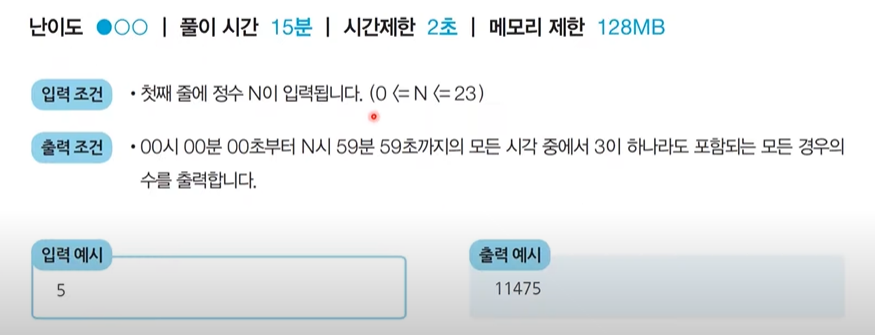 난이도 ●○○ | 풀이 시간 15분 | 시간제한 2초 | 메모리 제한 128MB
입력 조건 • 첫째 줄에 정수 N이 입력됩니다. (0 <= N <= 23)
출력 조건 • 00시 00분 00초부터 N시 59분 59초까지의 모든 시각 중에서 3이 하나라도 포함되는 모든 경우의
수를 출력합니다.
입력 예시
5
출력 예시
11475